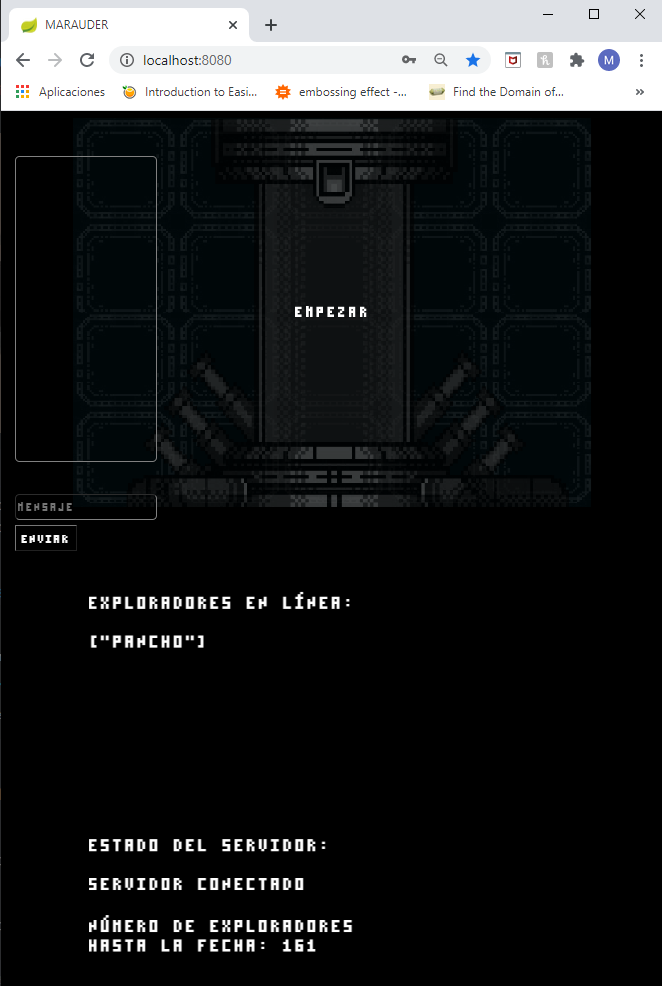 MARAUDER
localhost:8080
M
Aplicaciones
Introduction to Easi...
embossing effect -...
Find the Domain of...
»
EMPEZAR
MENSAJE
ENVIAR
EXPLORADORES EN LÍNEA:
["PANCHO"]
ESTADO DEL SERVIDOR:
SERVIDOR CONECTADO
NÚMERO DE EXPLORADORES
HASTA LA FECHA: 161